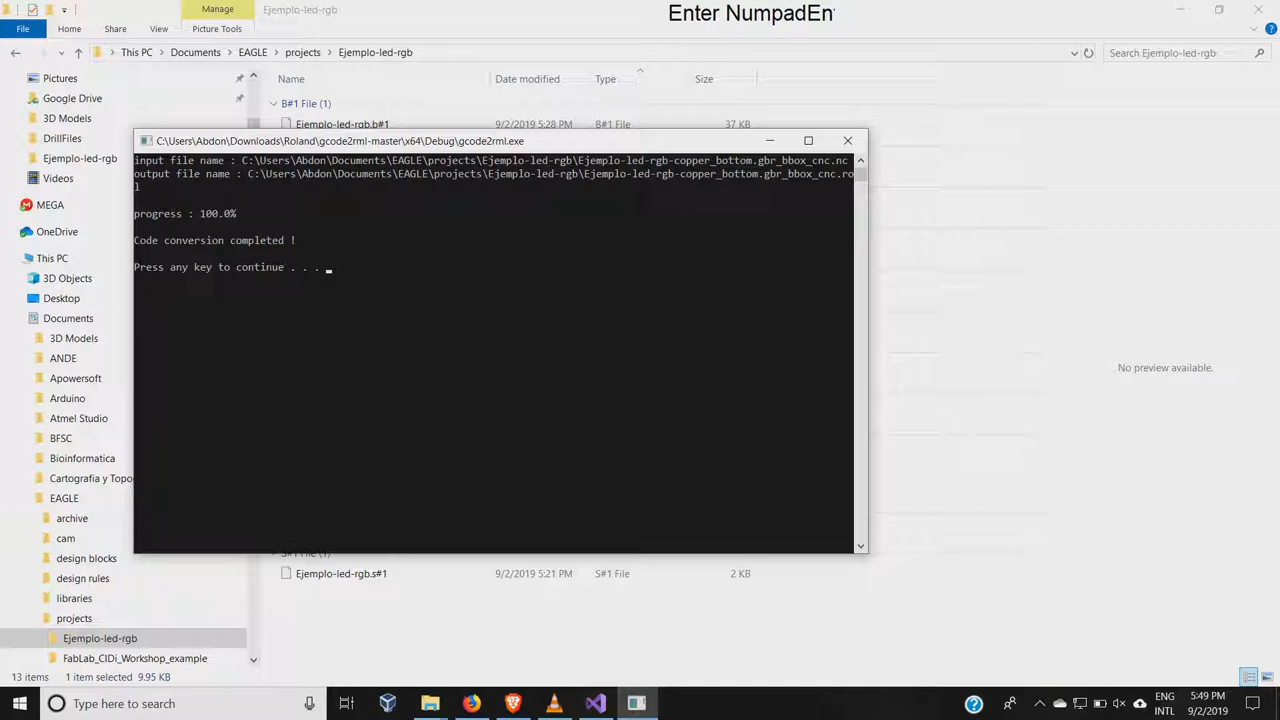 Manage
Ejemplo-led-rgb
Enter NumpadEn
File
Home
Share
View
Picture Tools
This PC
Documents
EAGLE
projects
Ejemplo-led-rgb
Search Ejemplo-led-rgb
Name
Date modified
Type
Size
Pictures
Google Drive
3D Models
DrillFiles
Ejemplo-led-rgb
Videos
MEGA
OneDrive
This PC
3D Objects
Desktop
Documents
3D Models
ANDE
Apowersoft
Arduino
Atmel Studio
BFSC
Bioinformatica
Cartografia y Topo
EAGLE
archive
cam
design blocks
design rules
libraries
projects
Ejemplo-led-rgb
FabLab_CIDi_Workshop_example
B#1 File (1)
Ejemplo-led-rgb.b#1 9/2/2019 5:28 PM B#1 File 37 KB
C:\Users\Abdon\Downloads\Roland\gcode2rml-master\x64\Debug\gcode2rml.exe
input file name : C:\Users\Abdon\Documents\EAGLE\projects\Ejemplo-led-rgb\Ejemplo-led-rgb-copper_bottom.gbr_bbox_cnc.nc
output file name : C:\Users\Abdon\Documents\EAGLE\projects\Ejemplo-led-rgb\Ejemplo-led-rgb-copper_bottom.gbr_bbox_cnc.ro
l
progress : 100.0%
Code conversion completed !
Press any key to continue . . .
S#1 File (1)
Ejemplo-led-rgb.s#1 9/2/2019 5:21 PM S#1 File 2 KB
No preview available.
13 items
1 item selected 9.95 KB
Type here to search
ENG
INTL
5:49 PM
9/2/2019